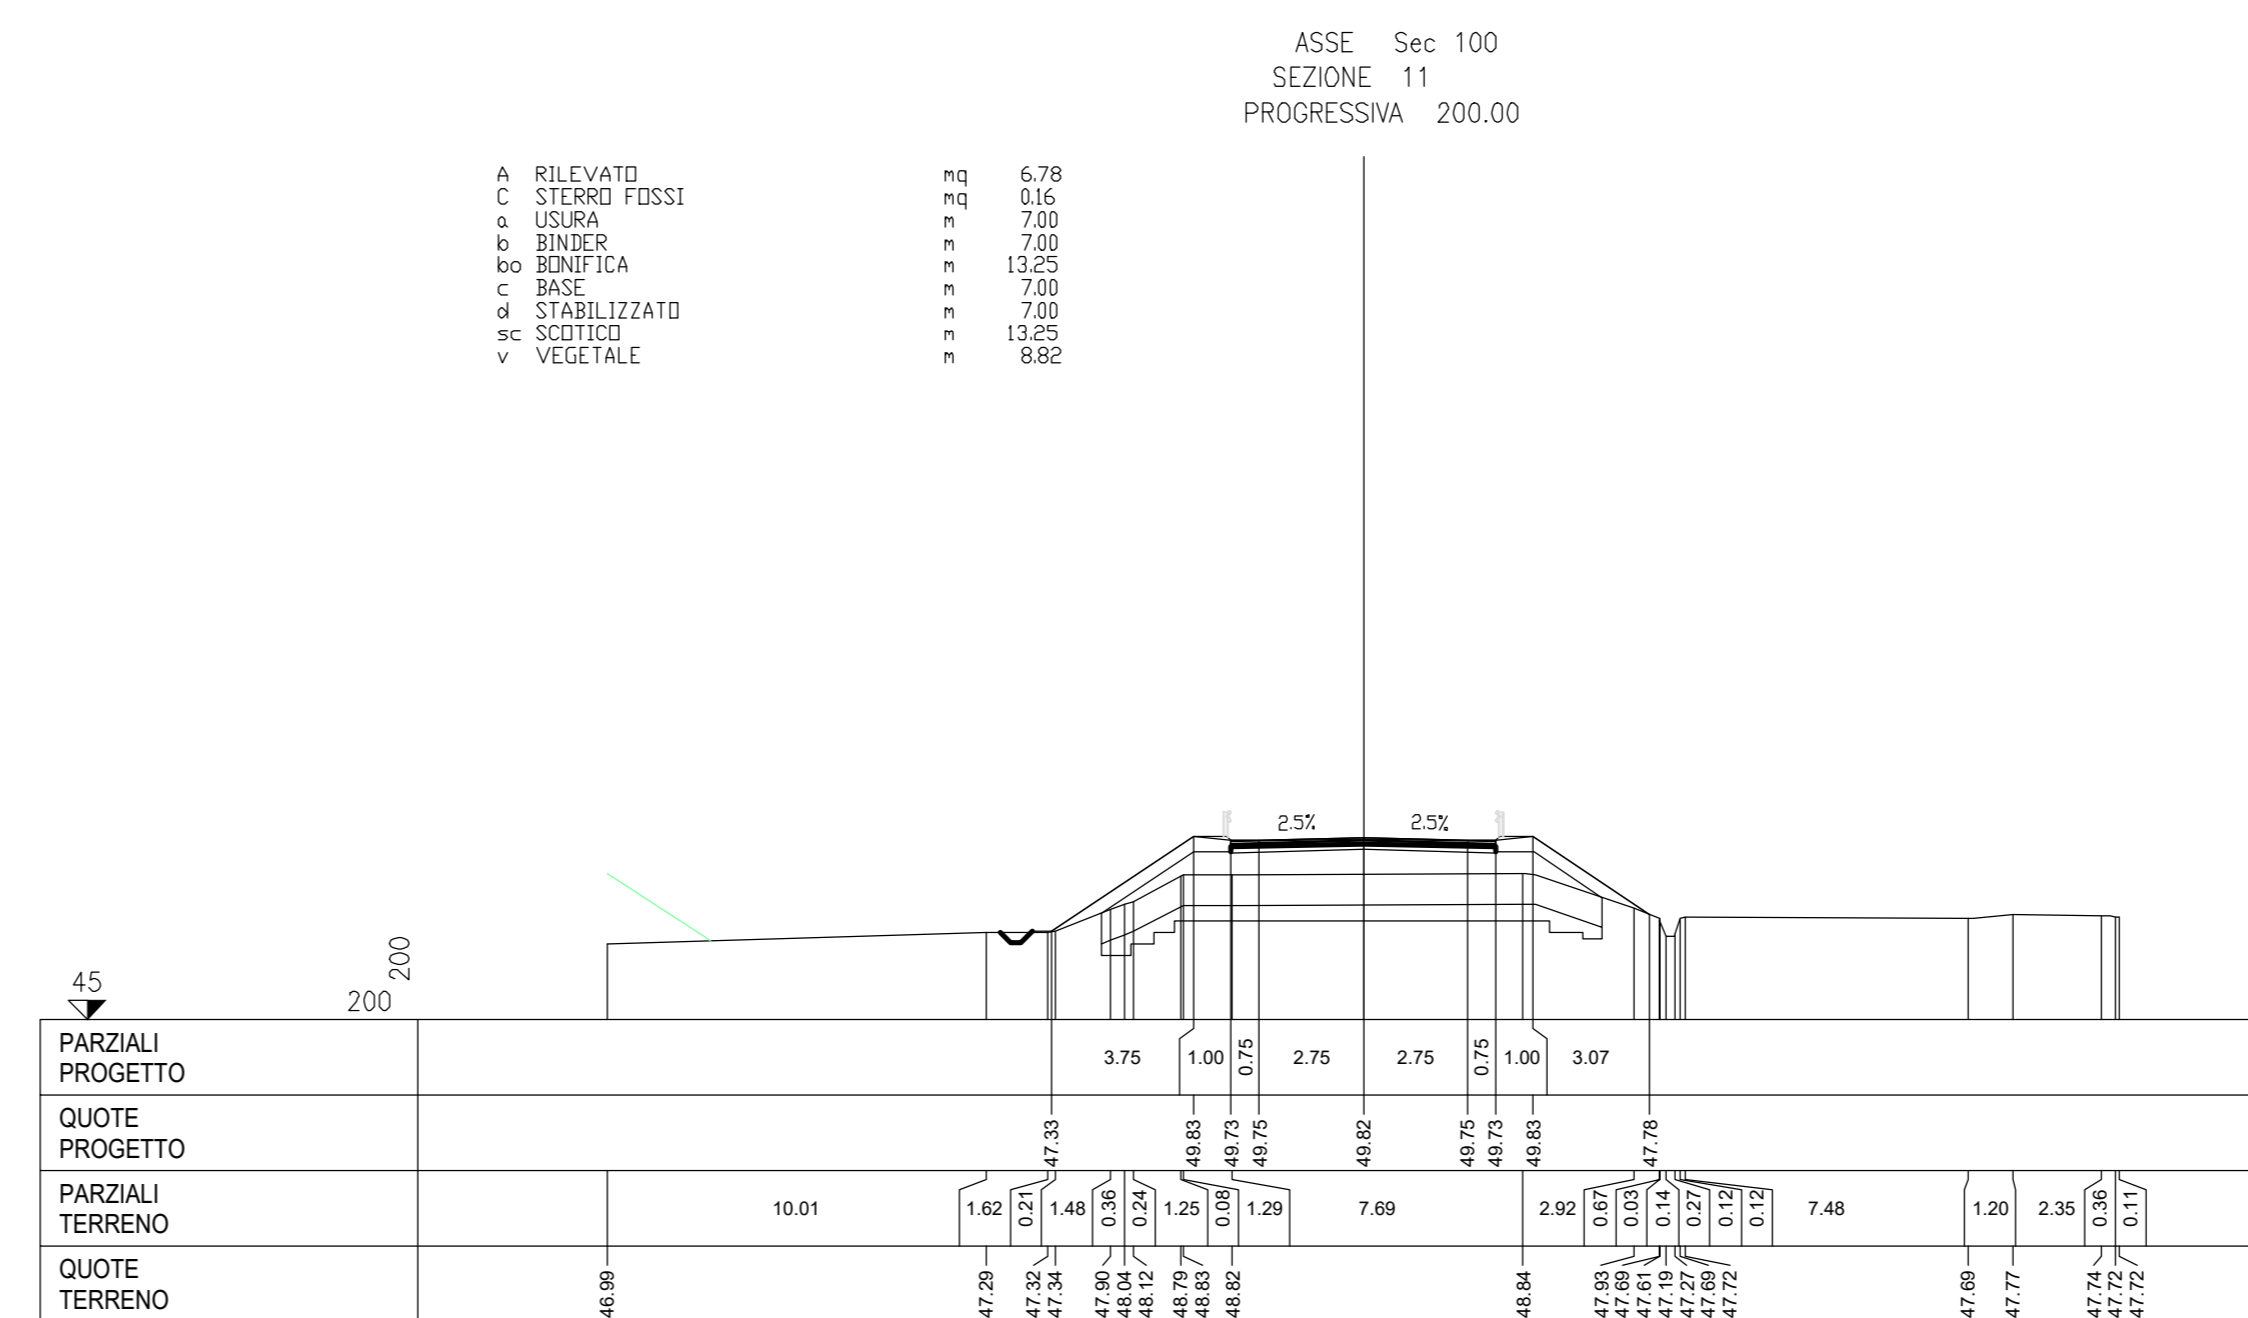 ASSE Sec 100
SEZIONE 11
PROGRESSIVA 200.00
A RILEVATO mq 6.78
C STERRO FOSSI mq 0.16
a USURA m 7.00
b BINDER m 7.00
bo BONIFICA m 13.25
c BASE m 7.00
d STABILIZZATO m 7.00
sc SCOTICO m 13.25
v VEGETALE m 8.82
2.5% 2.5%
45
200
200
PARZIALI
PROGETTO
3.75 1.00 0.75 2.75 2.75 0.75 1.00 3.07
QUOTE
PROGETTO
47.33 49.83 49.73 49.75 49.82 49.75 49.73 49.83 47.78
PARZIALI
TERRENO
10.01 1.62 0.21 1.48 0.36 0.24 1.25 0.08 1.29 7.69 2.92 0.67 0.03 0.14 0.27 0.12 0.12 7.48 1.20 2.35 0.36 0.11
QUOTE
TERRENO
46.99 47.29 47.32 47.34 47.90 48.04 48.12 48.79 48.83 48.82 48.84 47.93 47.69 47.61 47.19 47.27 47.69 47.72 47.69 47.77 47.74 47.72 47.72